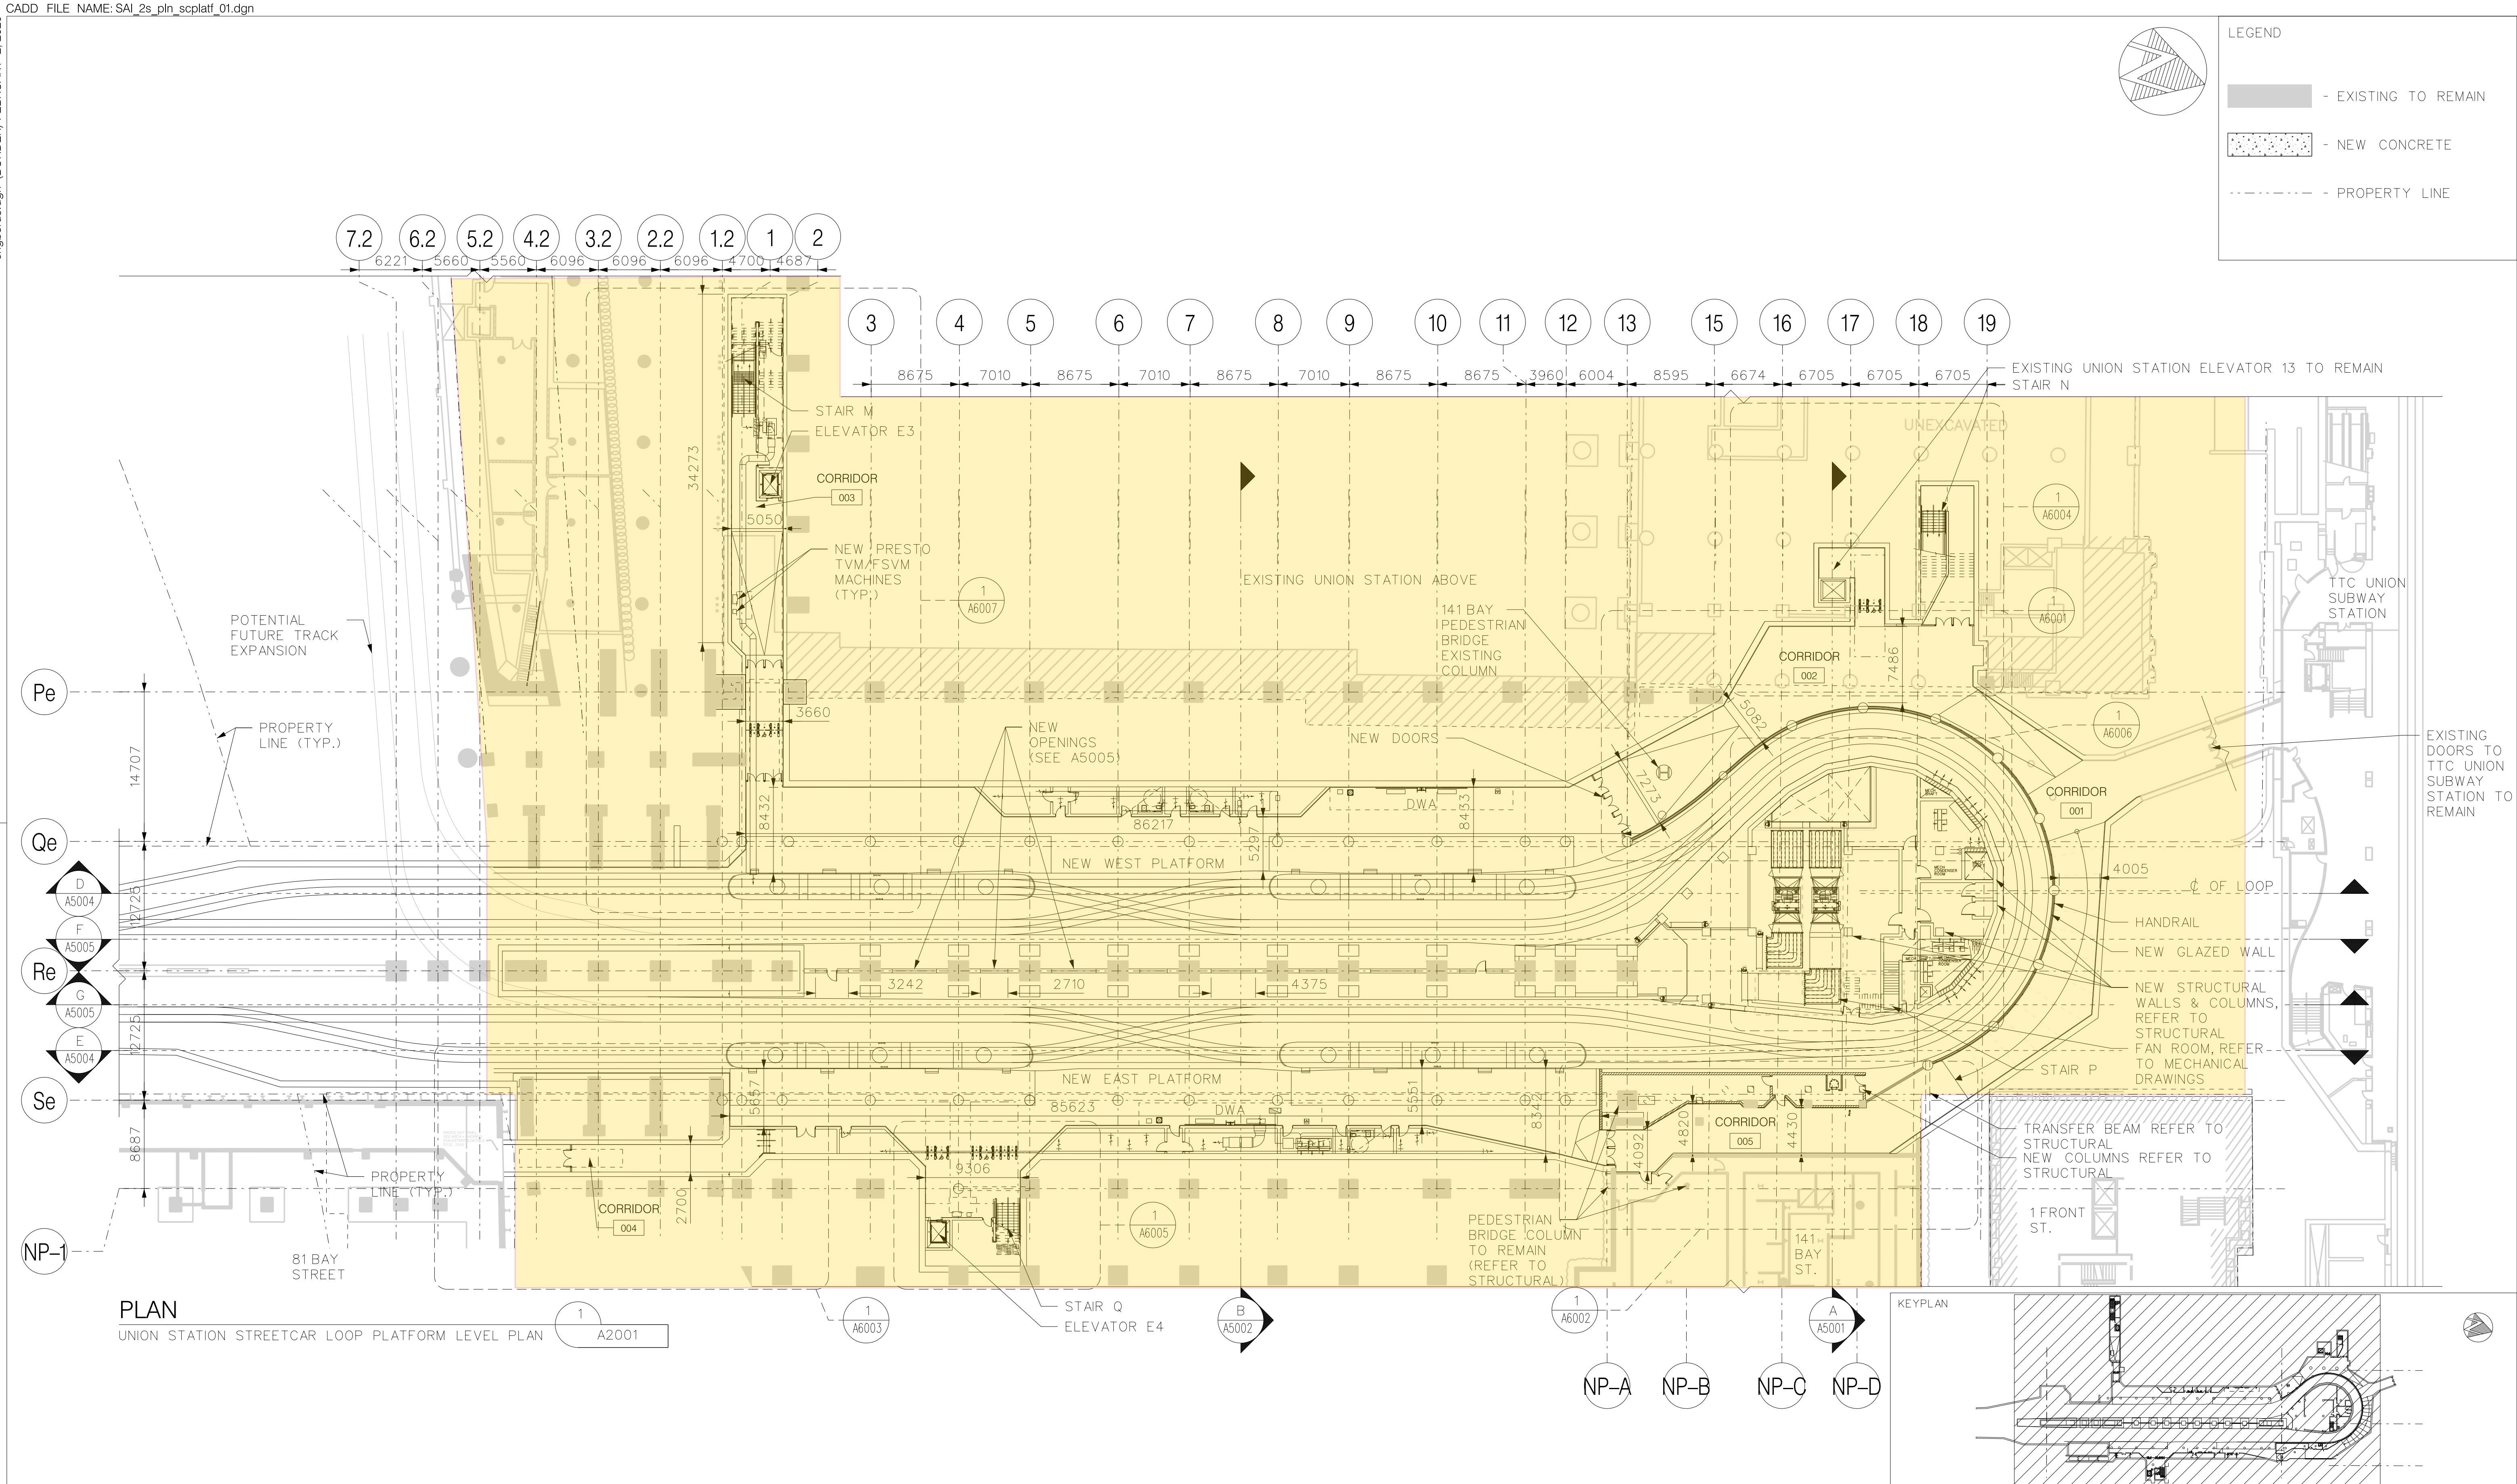 CADD FILE NAME: SAI_2s_pln_scplatf_01.dgn
LEGEND
- EXISTING TO REMAIN
- NEW CONCRETE
- PROPERTY LINE
7.2 6.2 5.2 4.2 3.2 2.2 1.2 1 2
6221 5660 5560 6096 6096 6096 4700 4687
3 4 5 6 7 8 9 10 11 12 13 15 16 17 18 19
8675 7010 8675 7010 8675 7010 8675 8675 3960 6004 8595 6674 6705 6705 6705
EXISTING UNION STATION ELEVATOR 13 TO REMAIN
STAIR N
STAIR M
ELEVATOR E3
UNEXCAVATED
34273
CORRIDOR
003
5050
1
A6004
NEW PRESTO
TVM/FSVM
MACHINES
(TYP.)
1
A6007
EXISTING UNION STATION ABOVE
141 BAY
PEDESTRIAN
BRIDGE
EXISTING
COLUMN
1
A6001
TTC UNION
SUBWAY
STATION
POTENTIAL
FUTURE TRACK
EXPANSION
CORRIDOR
002
7486
Pe
3660
5082
1
A6006
PROPERTY
LINE (TYP.)
NEW
OPENINGS
(SEE A5005)
NEW DOORS
EXISTING
DOORS TO
TTC UNION
SUBWAY
STATION TO
REMAIN
14707
7273
8432
DWA
86217
8433
CORRIDOR
001
Qe
5297
NEW WEST PLATFORM
MECH
CONDENSER
ROOM
4005
D
A5004
12725
℄ OF LOOP
HANDRAIL
F
A5005
NEW GLAZED WALL
Re
3242
2710
4375
G
A5005
NEW STRUCTURAL
WALLS & COLUMNS,
REFER TO
STRUCTURAL
12725
FAN ROOM, REFER
TO MECHANICAL
DRAWINGS
E
A5004
STAIR P
NEW EAST PLATFORM
Se
5657
85623
DWA
5551
8342
8687
4092
4820
CORRIDOR
005
4430
TRANSFER BEAM REFER TO
STRUCTURAL
NEW COLUMNS REFER TO
STRUCTURAL
PROPERTY
LINE (TYP.)
9306
2700
CORRIDOR
004
1
A6005
PEDESTRIAN
BRIDGE COLUMN
TO REMAIN
(REFER TO
STRUCTURAL)
141
BAY
ST.
1 FRONT
ST.
NP-1
81 BAY
STREET
PLAN
UNION STATION STREETCAR LOOP PLATFORM LEVEL PLAN
1
A2001
1
A6003
STAIR Q
ELEVATOR E4
B
A5002
1
A6002
A
A5001
KEYPLAN
NP-A NP-B NP-C NP-D